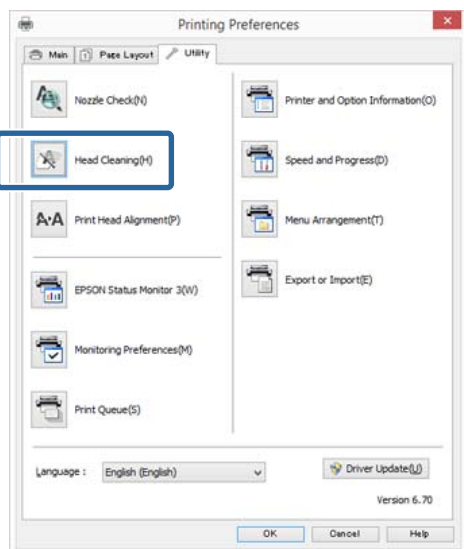 Printing Preferences
Main
Page Layout
Utility
Nozzle Check(N)
Head Cleaning(H)
Print Head Alignment(P)
EPSON Status Monitor 3(W)
Monitoring Preferences(M)
Print Queue(S)
Printer and Option Information(O)
Speed and Progress(D)
Menu Arrangement(T)
Export or Import(E)
Language :
English (English)
Driver Update(U)
Version 6.70
OK
Cancel
Help